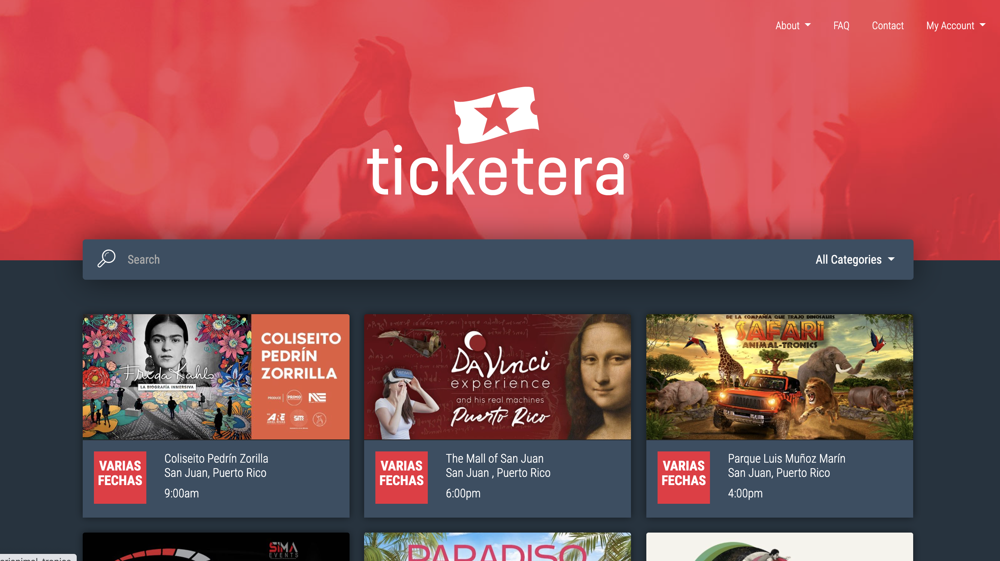 About
FAQ
Contact
My Account
ticketera®
Search
All Categories
Frida Kahlo
LA BIOGRAFÍA INMERSIVA
COLISEITO
PEDRÍN
ZORRILLA
PRODUCE
PRIMO
ARIEL RIVAS
DAVinci
experience
and his real machines
Puerto Rico
DE LA COMPAÑIA QUE TRAJO DINOSAURS
SAFARI
ANIMAL-TRONICS
VARIAS
FECHAS
Coliseito Pedrín Zorilla
San Juan, Puerto Rico
9:00am
VARIAS
FECHAS
The Mall of San Juan
San Juan , Puerto Rico
6:00pm
VARIAS
FECHAS
Parque Luis Muñoz Marín
San Juan, Puerto Rico
4:00pm
SIMA
EVENTS
PARADISO